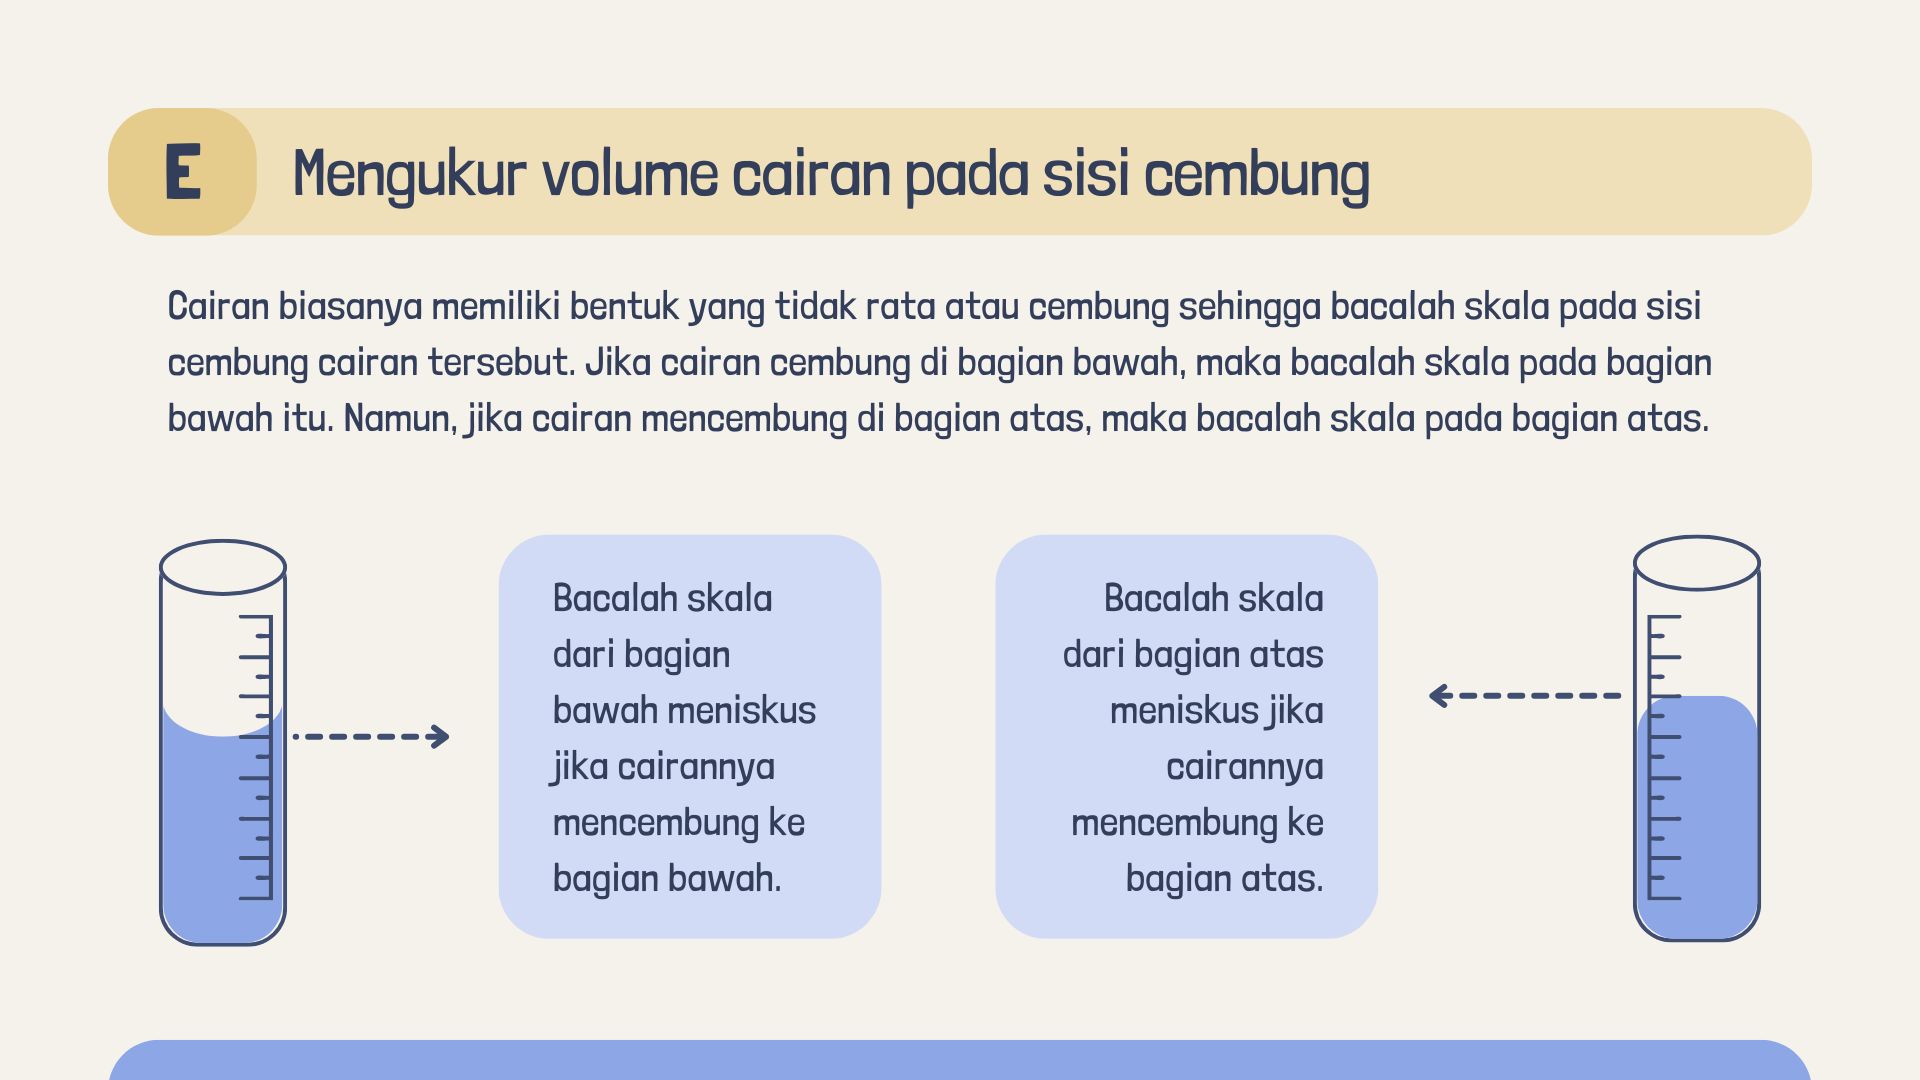 E
Mengukur volume cairan pada sisi cembung
Cairan biasanya memiliki bentuk yang tidak rata atau cembung sehingga bacalah skala pada sisi
cembung cairan tersebut. Jika cairan cembung di bagian bawah, maka bacalah skala pada bagian
bawah itu. Namun, jika cairan mencembung di bagian atas, maka bacalah skala pada bagian atas.
Bacalah skala
dari bagian
bawah meniskus
jika cairannya
mencembung ke
bagian bawah.
Bacalah skala
dari bagian atas
meniskus jika
cairannya
mencembung ke
bagian atas.